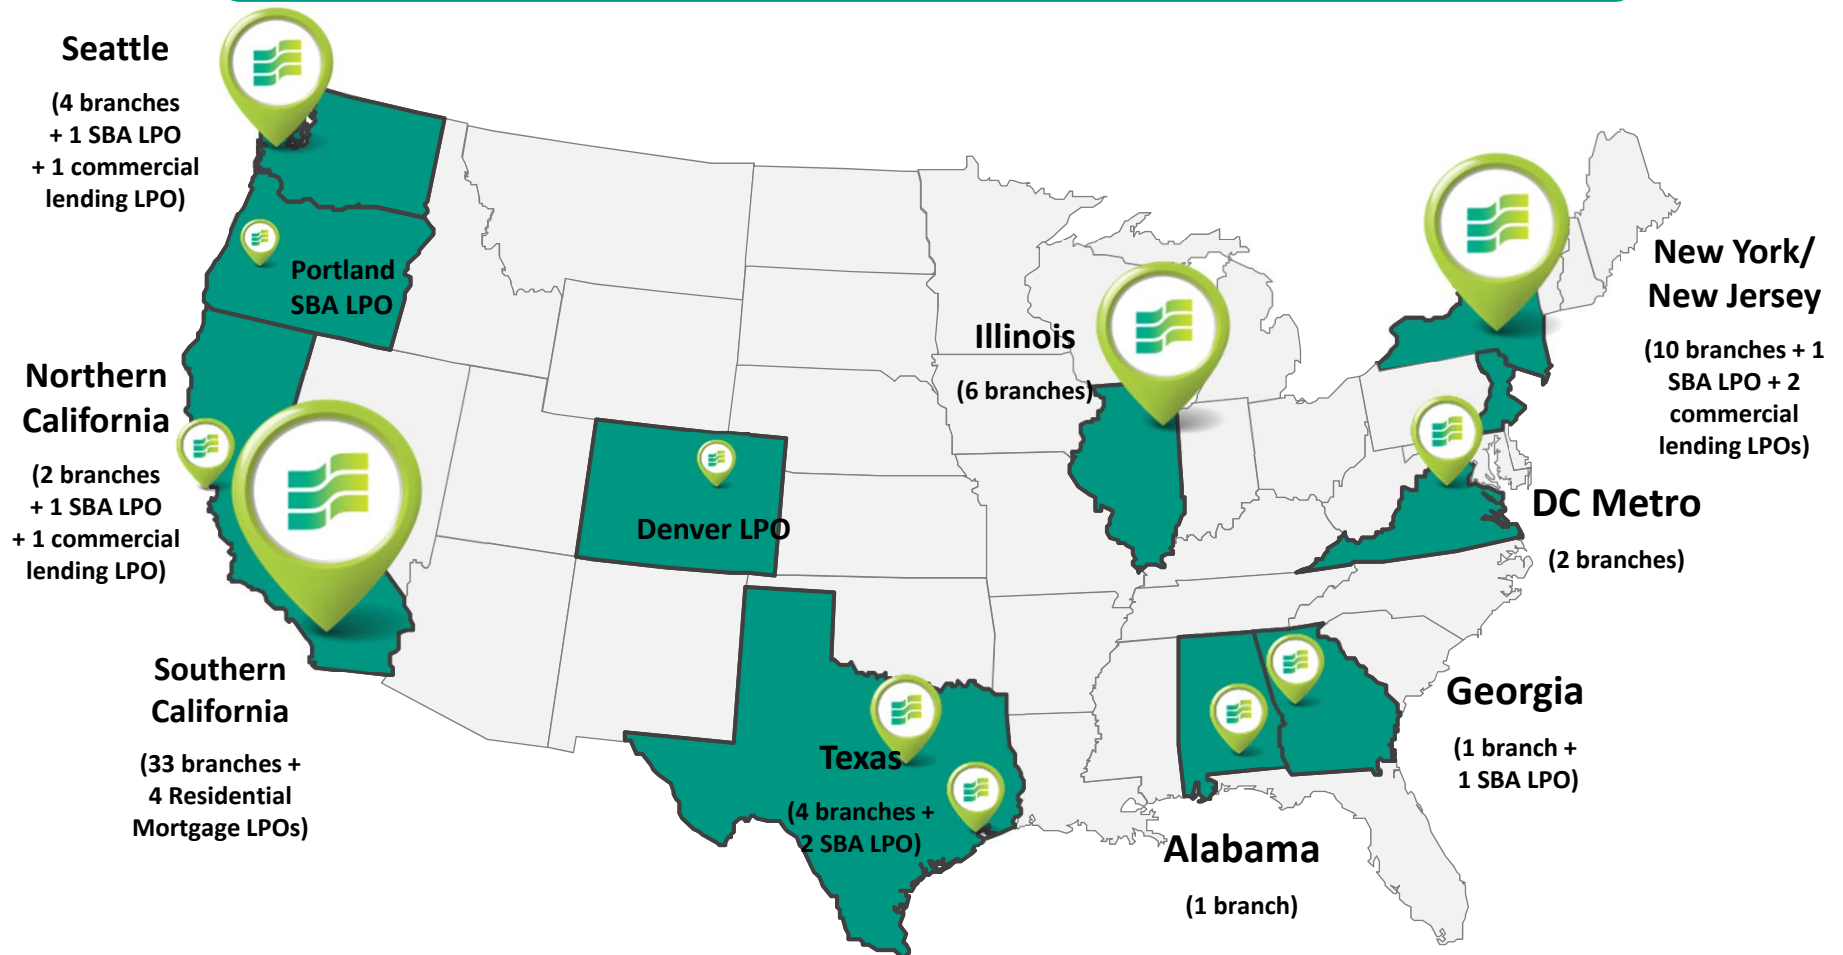 Seattle
(4 branches
+ 1 SBA LPO
+ 1 commercial
lending LPO)
Portland
SBA LPO
Northern
California
(2 branches
+ 1 SBA LPO
+ 1 commercial
lending LPO)
Southern
California
(33 branches +
4 Residential
Mortgage LPOs)
Denver LPO
Texas
(4 branches +
2 SBA LPO)
Illinois
(6 branches)
New York/
New Jersey
(10 branches + 1
SBA LPO + 2
commercial
lending LPOs)
DC Metro
(2 branches)
Georgia
(1 branch +
1 SBA LPO)
Alabama
(1 branch)